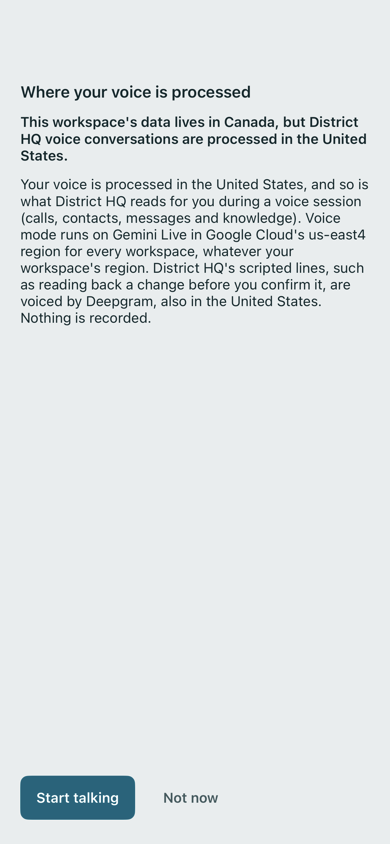 Where your voice is processed
This workspace's data lives in Canada, but District
HQ voice conversations are processed in the United
States.
Your voice is processed in the United States, and so is
what District HQ reads for you during a voice session
(calls, contacts, messages and knowledge). Voice
mode runs on Gemini Live in Google Cloud's us-east4
region for every workspace, whatever your
workspace's region. District HQ's scripted lines, such
as reading back a change before you confirm it, are
voiced by Deepgram, also in the United States.
Nothing is recorded.
Start talking
Not now